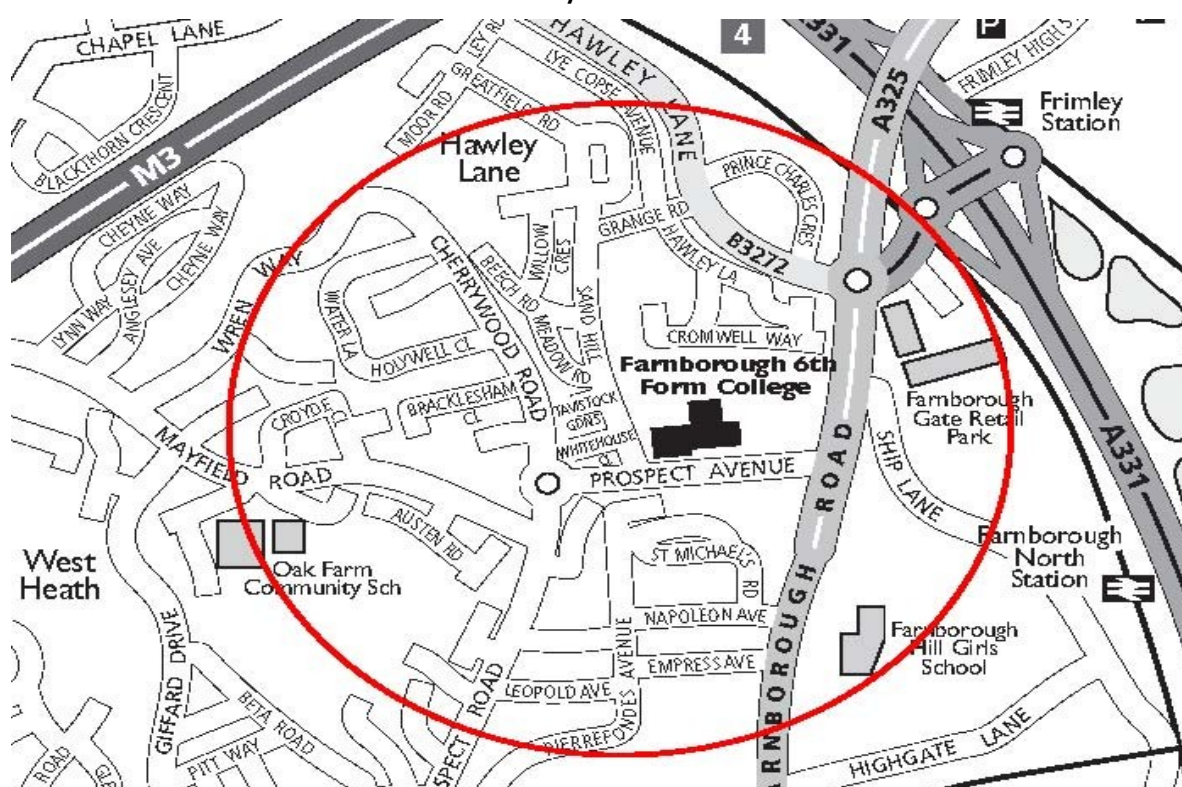 CHAPEL LANE
BLACKTHORN CRESCENT
M3
CHEYNE WAY
ANGLESEY AVE
CHEYNE WAY
LYNN WAY
WREN WAY
LEY RD
MOOR RD
GREATFIELD RD
LYE COPSE AVENUE
HAWLEY LANE
4
A331
P
A325
FRIMLEY HIGH S
Frimley
Station
Hawley
Lane
PRINCE CHARLES CRES
GRANGE RD
HAWLEY LA
B3272
WILLOW
CRES
SAND HILL
BEECH RD
MEADOW RD
CHERRYWOOD ROAD
WATER LA
HOLYWELL CL
CROMWELL WAY
Farnborough 6th
Form College
BRACKLESHAM
CL
CROYDE
CL
TAVISTOCK
GDNS
WHITEHOUSE
CL
Farnborough
Gate Retail
Park
A331
SHIP LANE
MAYFIELD ROAD
PROSPECT AVENUE
AUSTEN RD
West
Heath
Oak Farm
Community Sch
ST MICHAEL'S RD
Farnborough
North
Station
NAPOLEON AVE
EMPRESS AVE
LEOPOLD AVE
PIERREFONDES AVENUE
Farnborough
Hill Girls
School
GIFFARD DRIVE
BETA ROAD
PITT WAY
ROAD
GLE
SPECT ROAD
ARNBOROUGH ROAD
HIGHGATE LANE